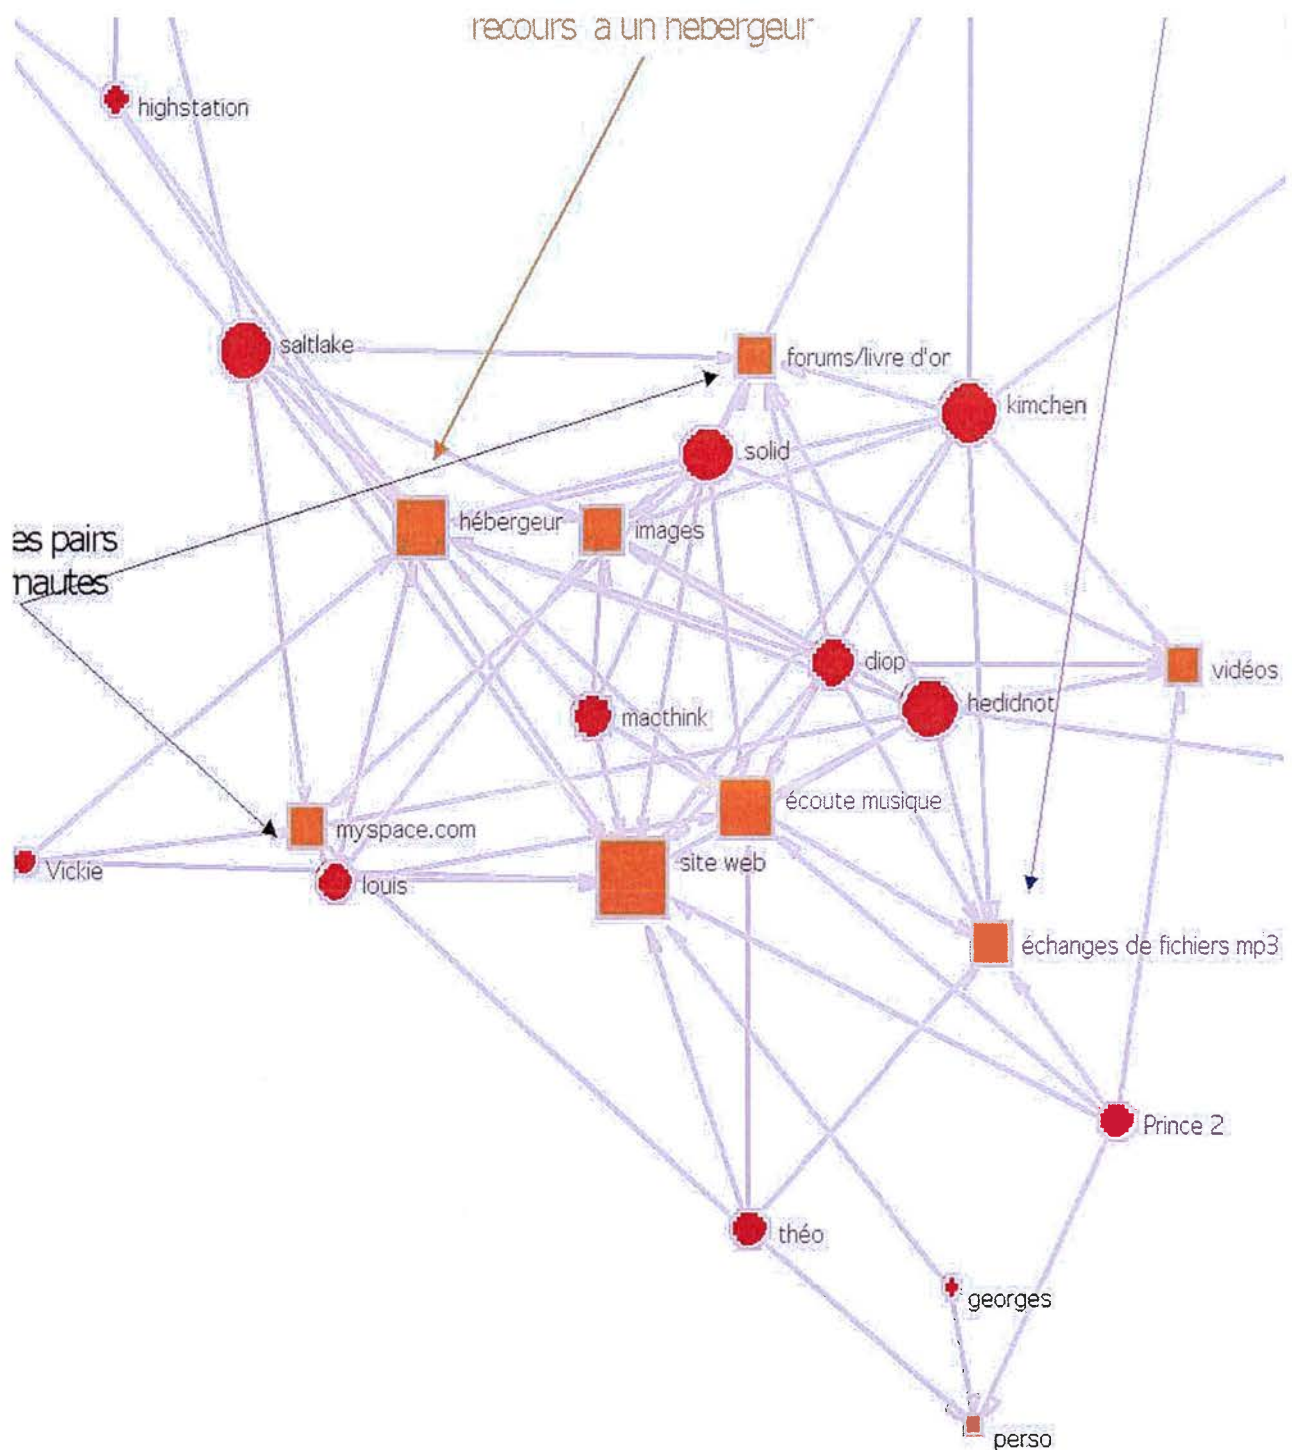 recours à un hébergeur
highstation
saltlake
forums/livre d'or
kimchen
solid
hébergeur
images
es pairs
nautes
diop
vidéos
hedidnot
macthink
écoute musique
myspace.com
site web
Vickie
louis
échanges de fichiers mp3
Prince 2
théo
georges
perso